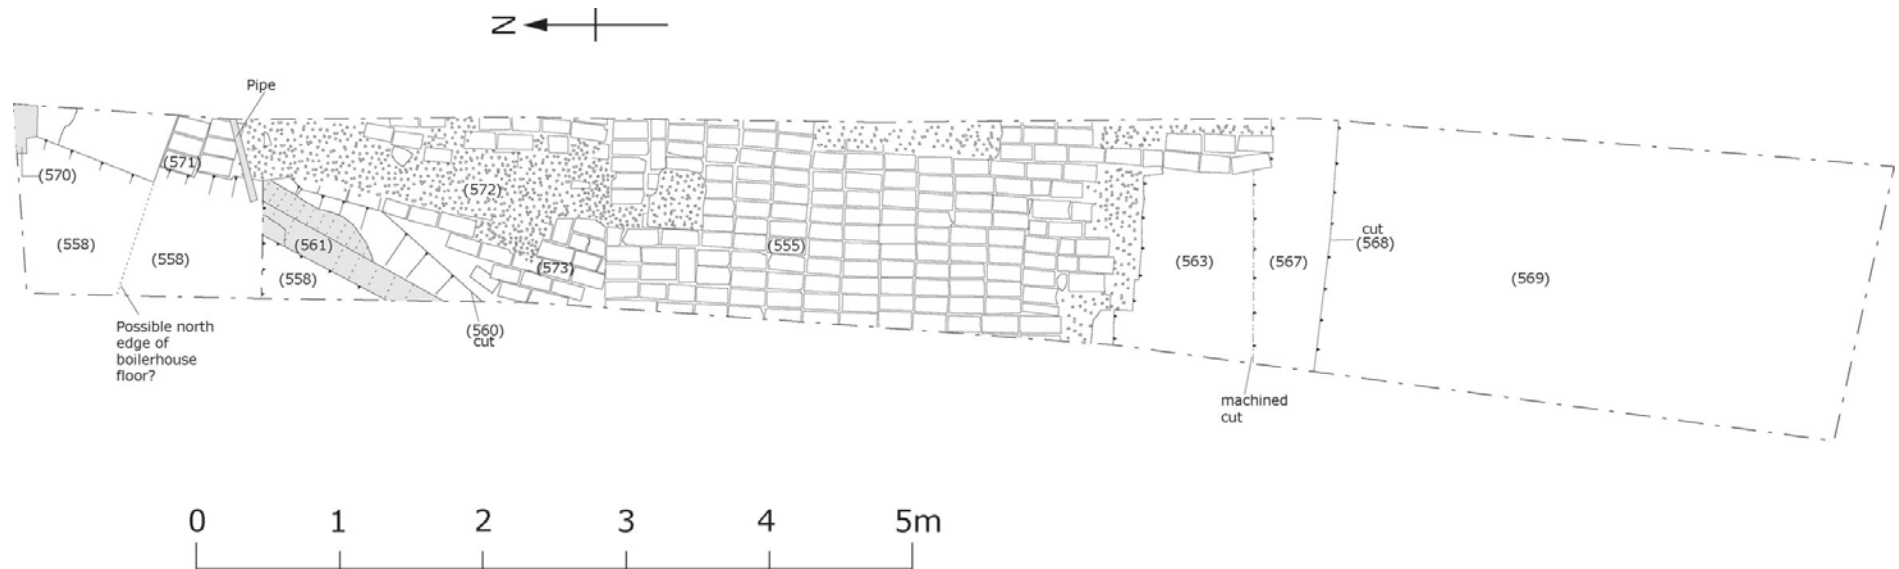 N
Pipe
(571)
(570)
(572)
(558)
(558)
(561)
(558)
(573)
(555)
(563)
(567)
cut
(568)
(569)
Possible north
edge of
boilerhouse
floor?
(560)
cut
machined
cut
0 1 2 3 4 5m